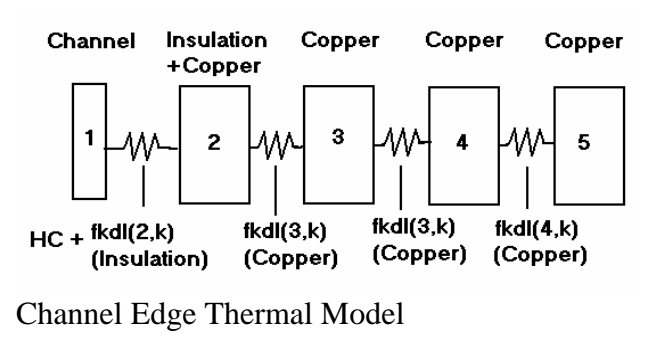 Channel Insulation Copper Copper Copper
+Copper
1 2 3 4 5
HC + fkdl(2,k) fkdl(3,k) fkdl(3,k) fkdl(4,k)
(Insulation) (Copper) (Copper) (Copper)
Channel Edge Thermal Model